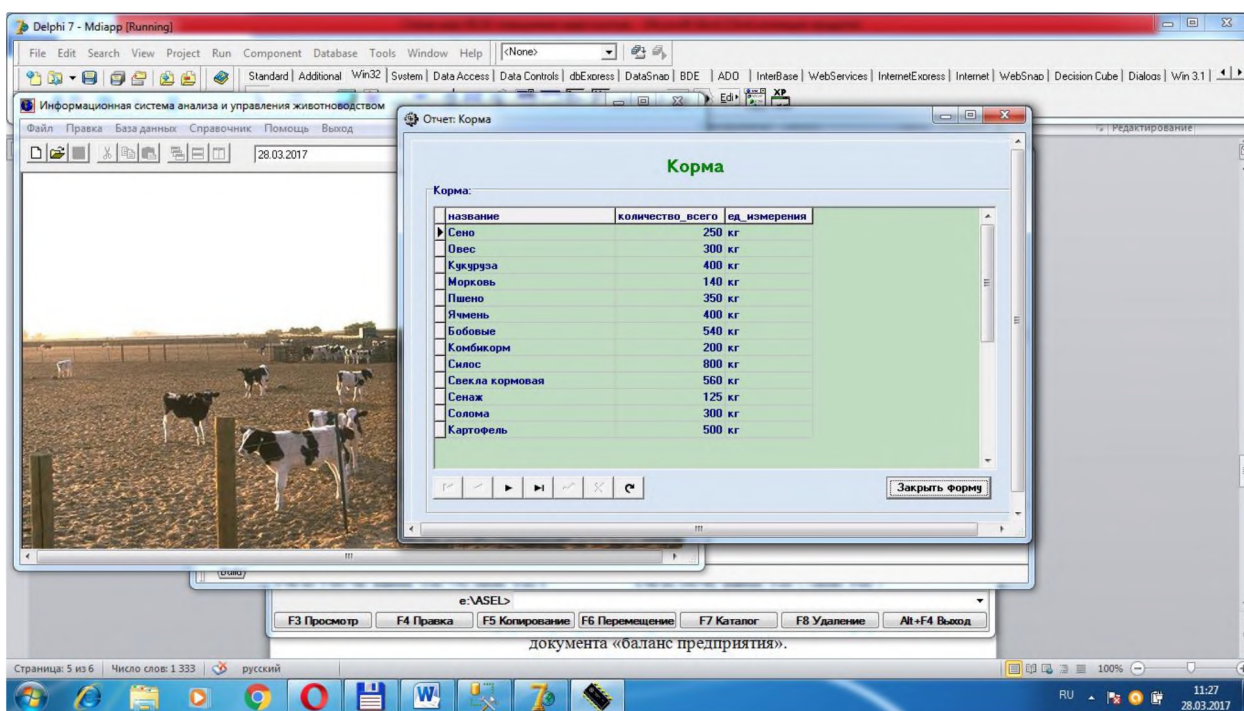 Delphi 7 - Mdiapp [Running]
File Edit Search View Project Run Component Database Tools Window Help <None>
Standard Additional Win32 System Data Access Data Controls dbExpress DataSnap BDE ADO InterBase WebServices InternetExpress Internet WebSnap Decision Cube Dialogs Win 3.1
Edi
XP
Информационная система анализа и управления животноводством
Файл Правка База данных Справочник Помощь Выход
28.03.2017
Редактирование
Отчет: Корма
Корма
Корма:
название количество_всего ед_измерения
Сено 250 кг
Овес 300 кг
Кукуруза 400 кг
Морковь 140 кг
Пшено 350 кг
Ячмень 400 кг
Бобовые 540 кг
Комбикорм 200 кг
Силос 800 кг
Свекла кормовая 560 кг
Сенаж 125 кг
Солома 300 кг
Картофель 500 кг
Закрыть форму
Build
e:\ASEL>
F3 Просмотр F4 Правка F5 Копирование F6 Перемещение F7 Каталог F8 Удаление Alt+F4 Выход
документа «баланс предприятия».
Страница: 5 из 6 Число слов: 1 333 русский 100%
RU 11:27
28.03.2017